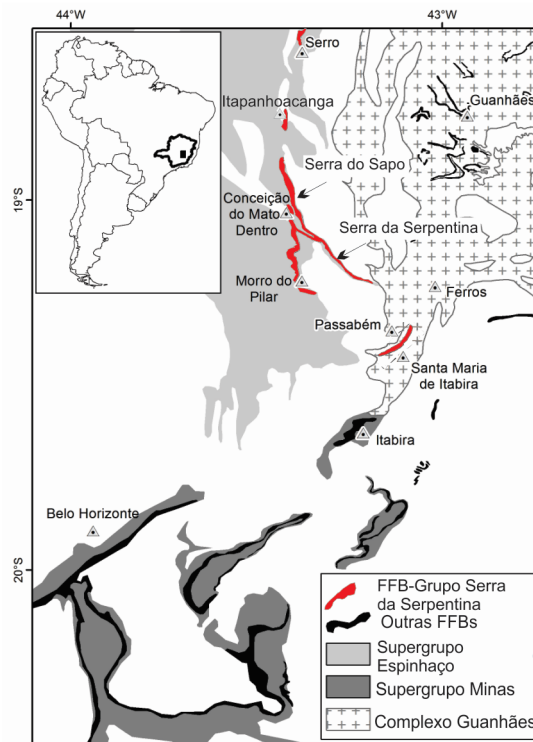 44°W
43°W
Serro
Itapanhoacanga
Guanhães
Serra do Sapo
19°S
Conceição
do Mato
Dentro
Serra da Serpentina
Morro do
Pilar
Ferros
Passabém
Santa Maria
de Itabira
Itabira
Belo Horizonte
20°S
FFB-Grupo Serra
da Serpentina
Outras FFBs
Supergrupo
Espinhaço
Supergrupo Minas
Complexo Guanhães